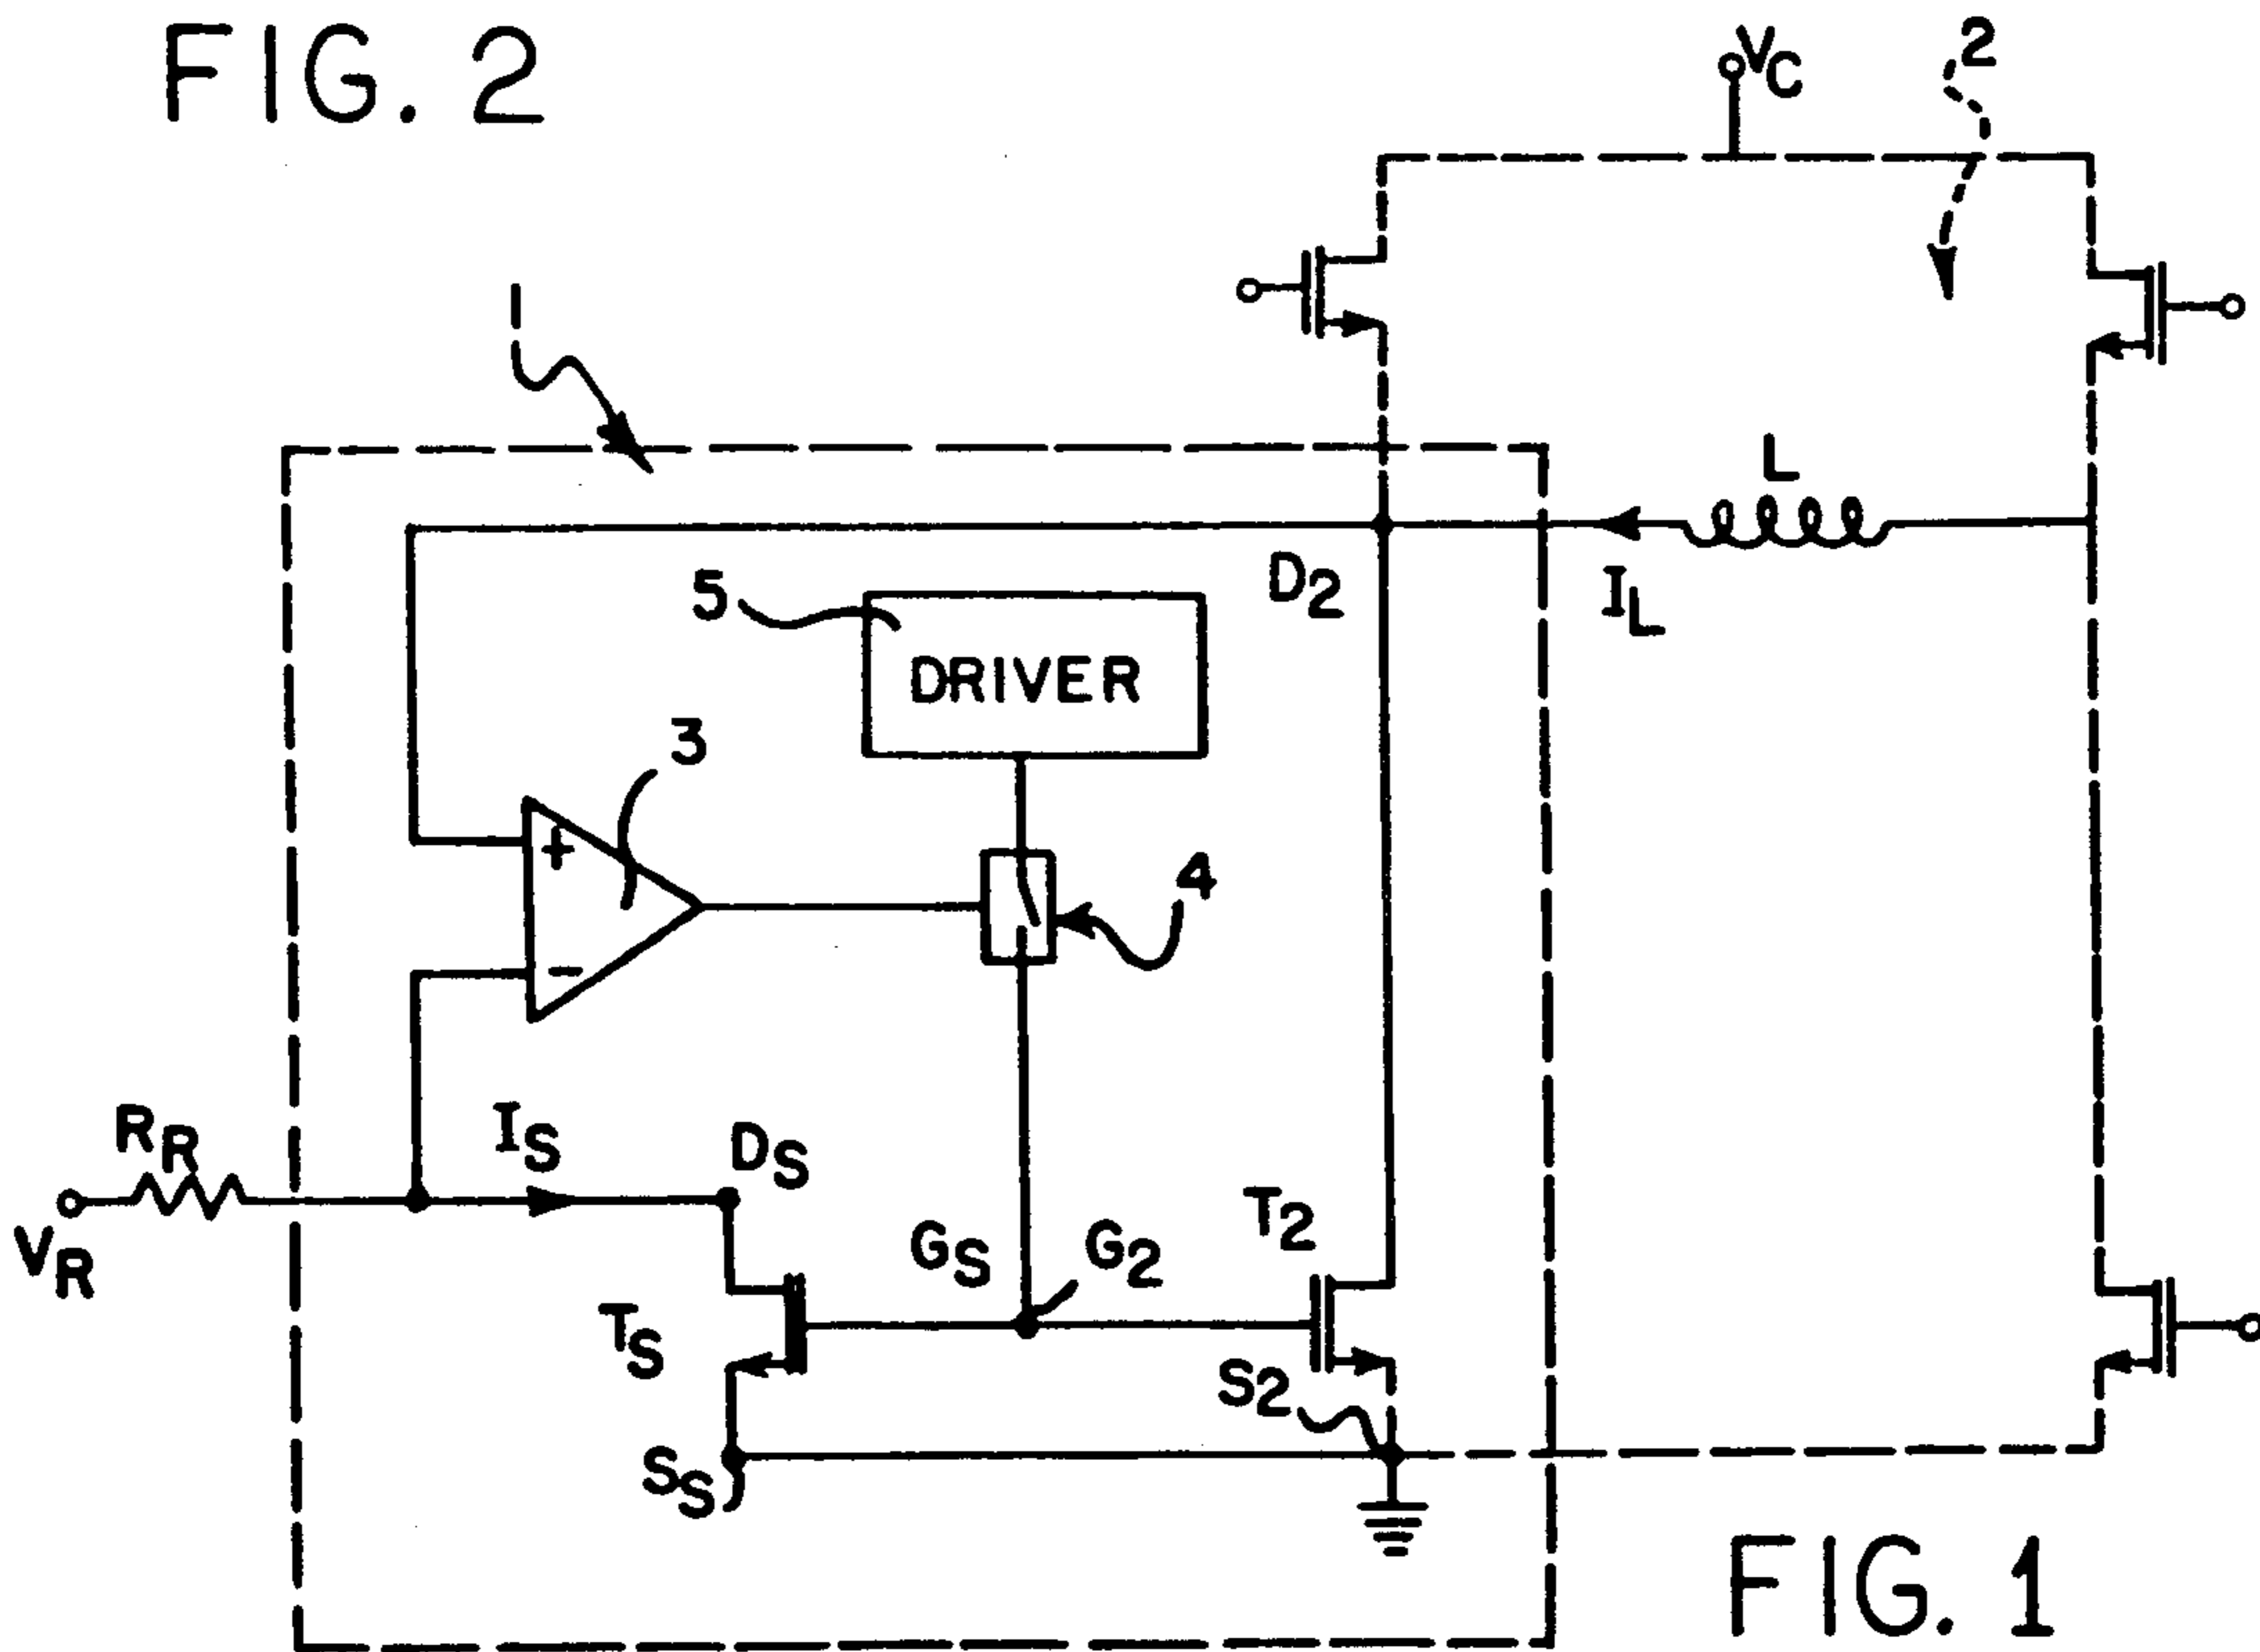 FIG. 2
VC
2
1
L
D2
IL
5
DRIVER
3
+
4
-
RR
IS
DS
VR
GS
G2
T2
TS
S2
SS
FIG. 1